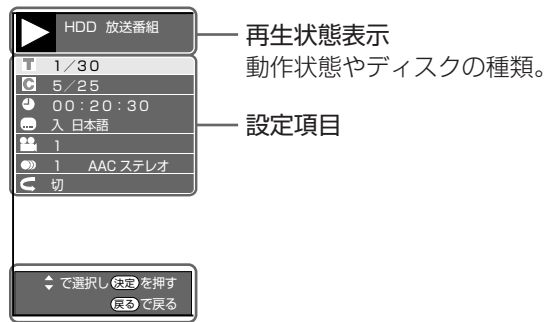 HDD 放送番組
再生状態表示
動作状態やディスクの種類。
T 1／30
C 5／25
00：20：30
入 日本語
設定項目
1
1 AAC ステレオ
切
で選択し 決定 を押す
戻る で戻る